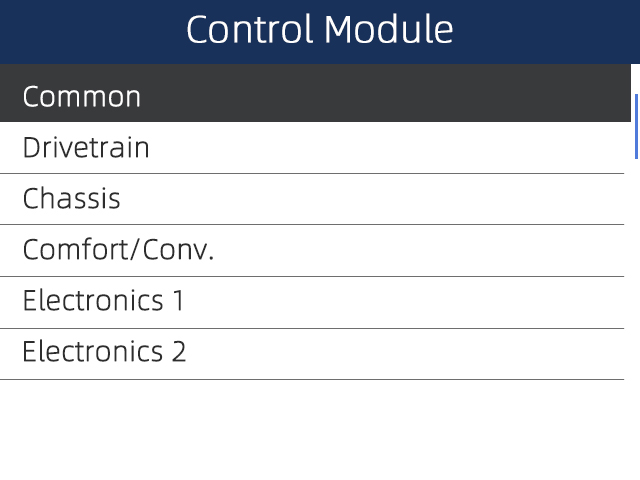 Control Module
Common
Drivetrain
Chassis
Comfort/Conv.
Electronics 1
Electronics 2